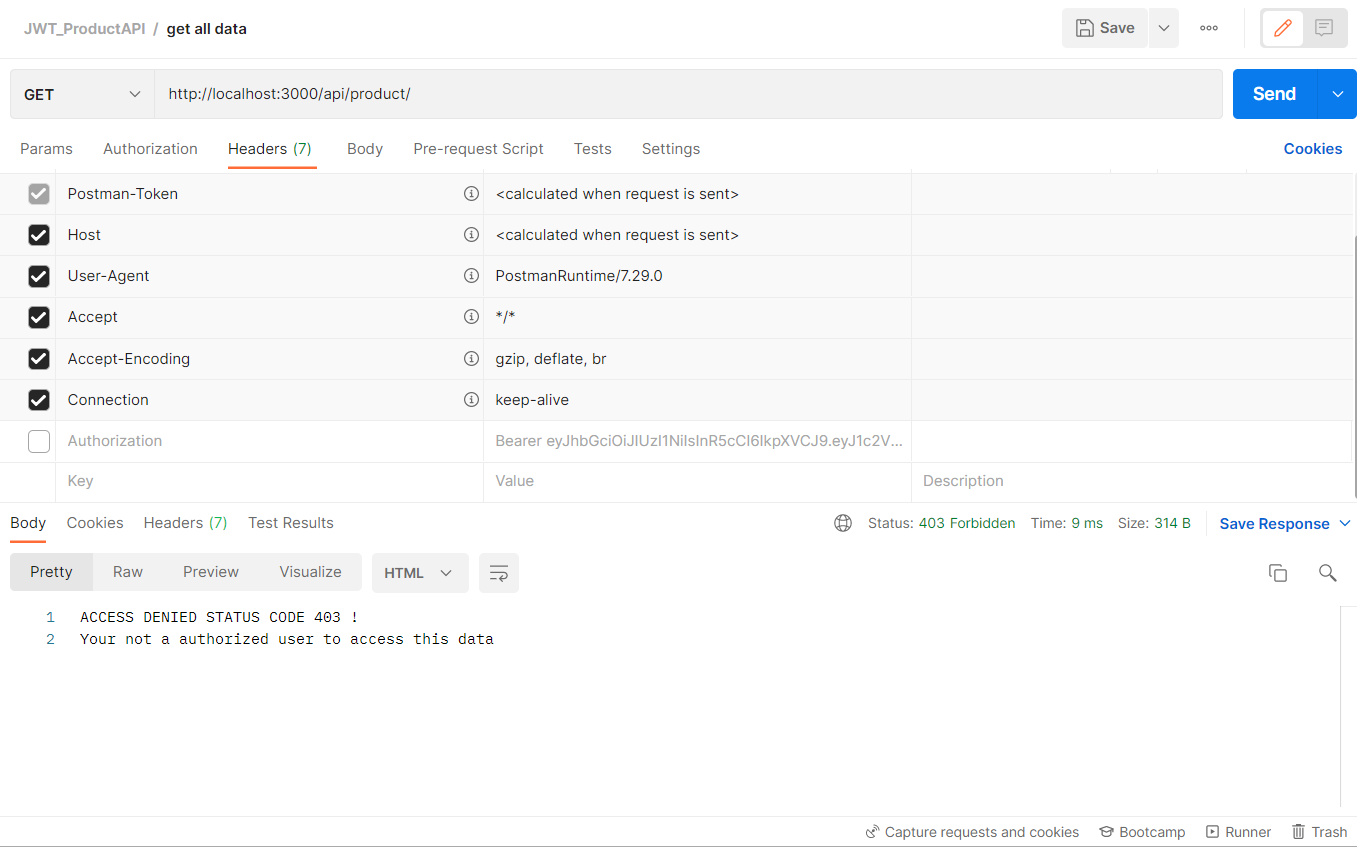 JWT_ProductAPI / get all data
Save
GET
http://localhost:3000/api/product/
Send
Params Authorization Headers (7) Body Pre-request Script Tests Settings Cookies
Postman-Token <calculated when request is sent>
Host <calculated when request is sent>
User-Agent PostmanRuntime/7.29.0
Accept */*
Accept-Encoding gzip, deflate, br
Connection keep-alive
Authorization Bearer eyJhbGciOiJIUzI1NiIsInR5cCI6IkpXVCJ9.eyJ1c2V...
Key Value Description
Body Cookies Headers (7) Test Results Status: 403 Forbidden Time: 9 ms Size: 314 B Save Response
Pretty Raw Preview Visualize HTML
1 ACCESS DENIED STATUS CODE 403 !
2 Your not a authorized user to access this data
Capture requests and cookies Bootcamp Runner Trash